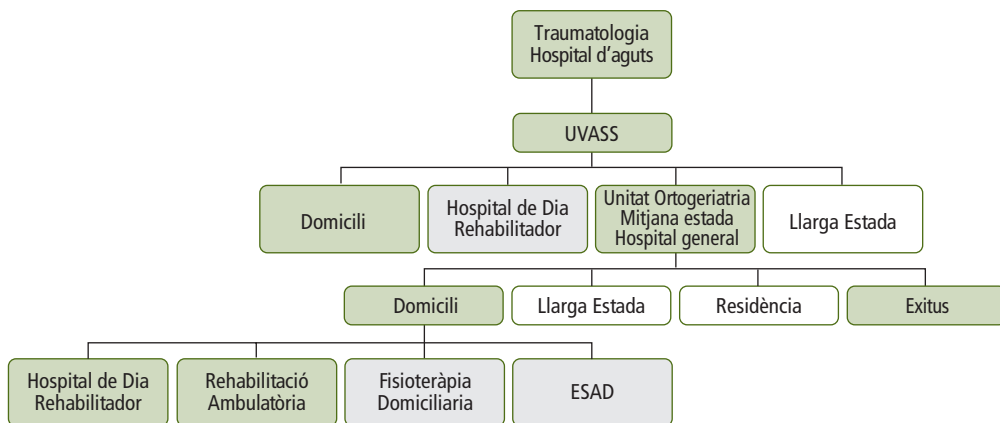 Traumatologia
Hospital d’aguts
UVASS
Domicili
Hospital de Dia
Rehabilitador
Unitat Ortogeriatria
Mitjana estada
Hospital general
Llarga Estada
Domicili
Llarga Estada
Residència
Exitus
Hospital de Dia
Rehabilitador
Rehabilitació
Ambulatòria
Fisioteràpia
Domiciliaria
ESAD